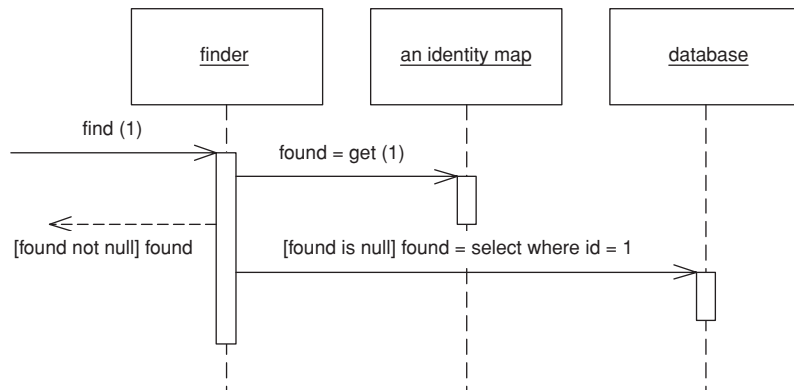 finder
an identity map
database
find (1)
found = get (1)
[found not null] found
[found is null] found = select where id = 1